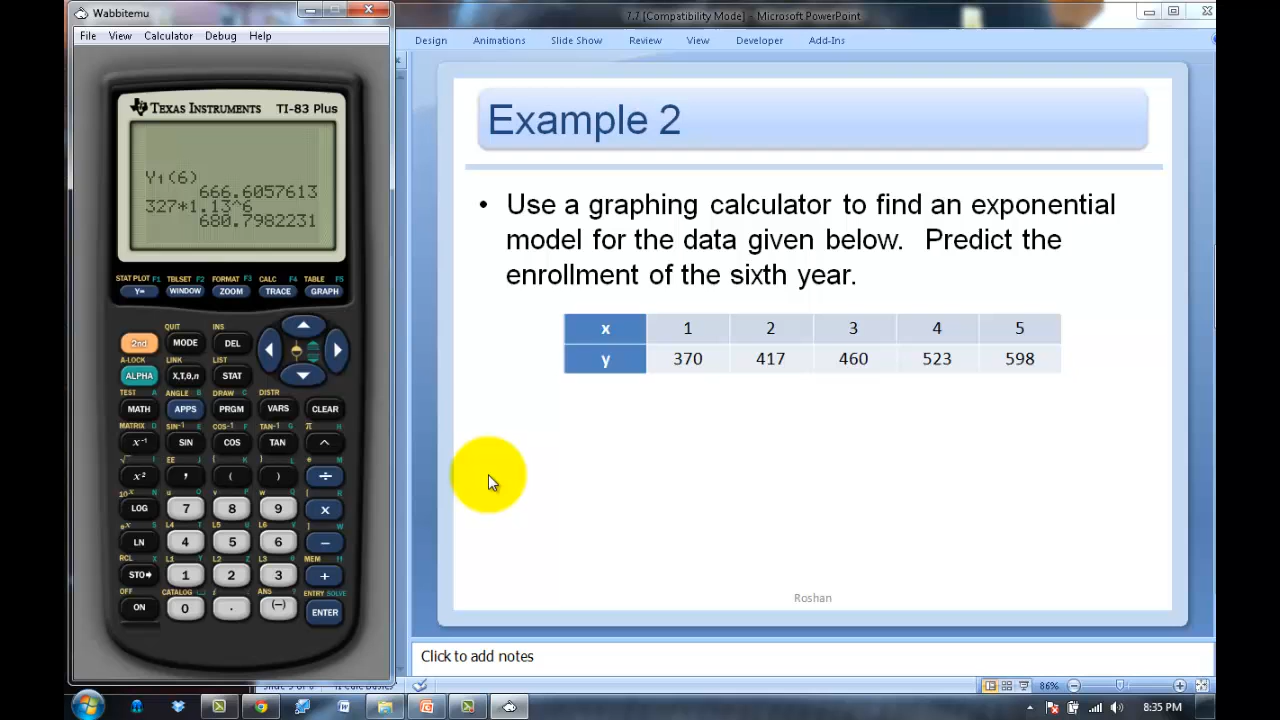 Wabbitemu
File View Calculator Debug Help
TEXAS INSTRUMENTS TI-83 Plus
Y1(6)
666.6057613
327*1.13^6
680.7982231
STAT PLOT F1 TBLSET F2 FORMAT F3 CALC F4 TABLE F5
Y= WINDOW ZOOM TRACE GRAPH
QUIT INS
2nd MODE DEL
A-LOCK LINK LIST
ALPHA X,T,θ,n STAT
TEST A ANGLE B DRAW C DISTR
MATH APPS PRGM VARS CLEAR
MATRIX D SIN-1 E COS-1 F TAN-1 G π H
x-1 SIN COS TAN ^
√ I EE J { K } L e M
x² , ( ) ÷
10x N u O v P w Q [ R
LOG 7 8 9 x
ex S L4 T L5 U L6 V ] W
LN 4 5 6 −
RCL X L1 Y L2 Z L3 θ MEM "
STO 1 2 3 +
OFF CATALOG i : ANS ? ENTRY SOLVE
ON 0 . (−) ENTER
7.7 [Compatibility Mode] - Microsoft PowerPoint
Design Animations Slide Show Review View Developer Add-Ins
Example 2
• Use a graphing calculator to find an exponential
model for the data given below. Predict the
enrollment of the sixth year.
x 1 2 3 4 5
y 370 417 460 523 598
Roshan
Click to add notes
86%
8:35 PM